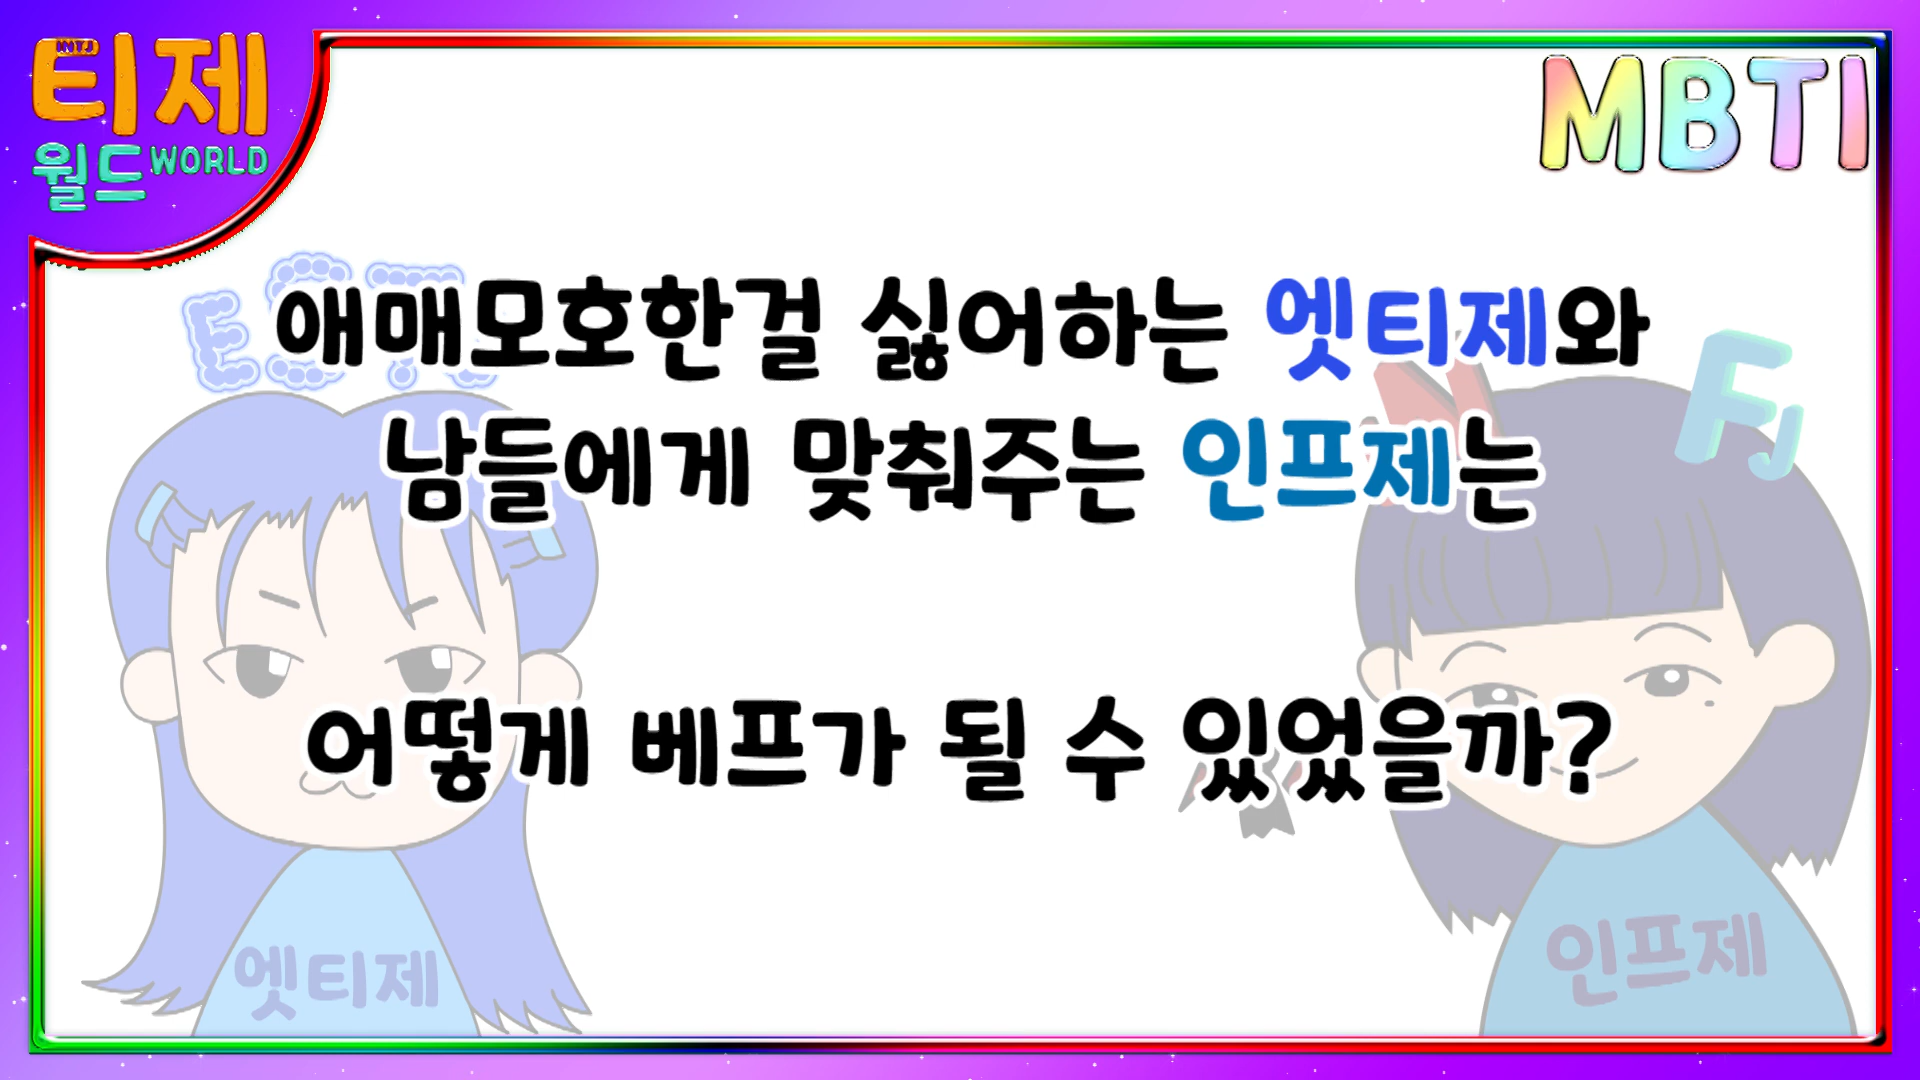 INTJ
티제
월드 WORLD
MBTI
애매모호한걸 싫어하는 엣티제와
남들에게 맞춰주는 인프제는
어떻게 베프가 될 수 있었을까?
FJ
엣티제
인프제